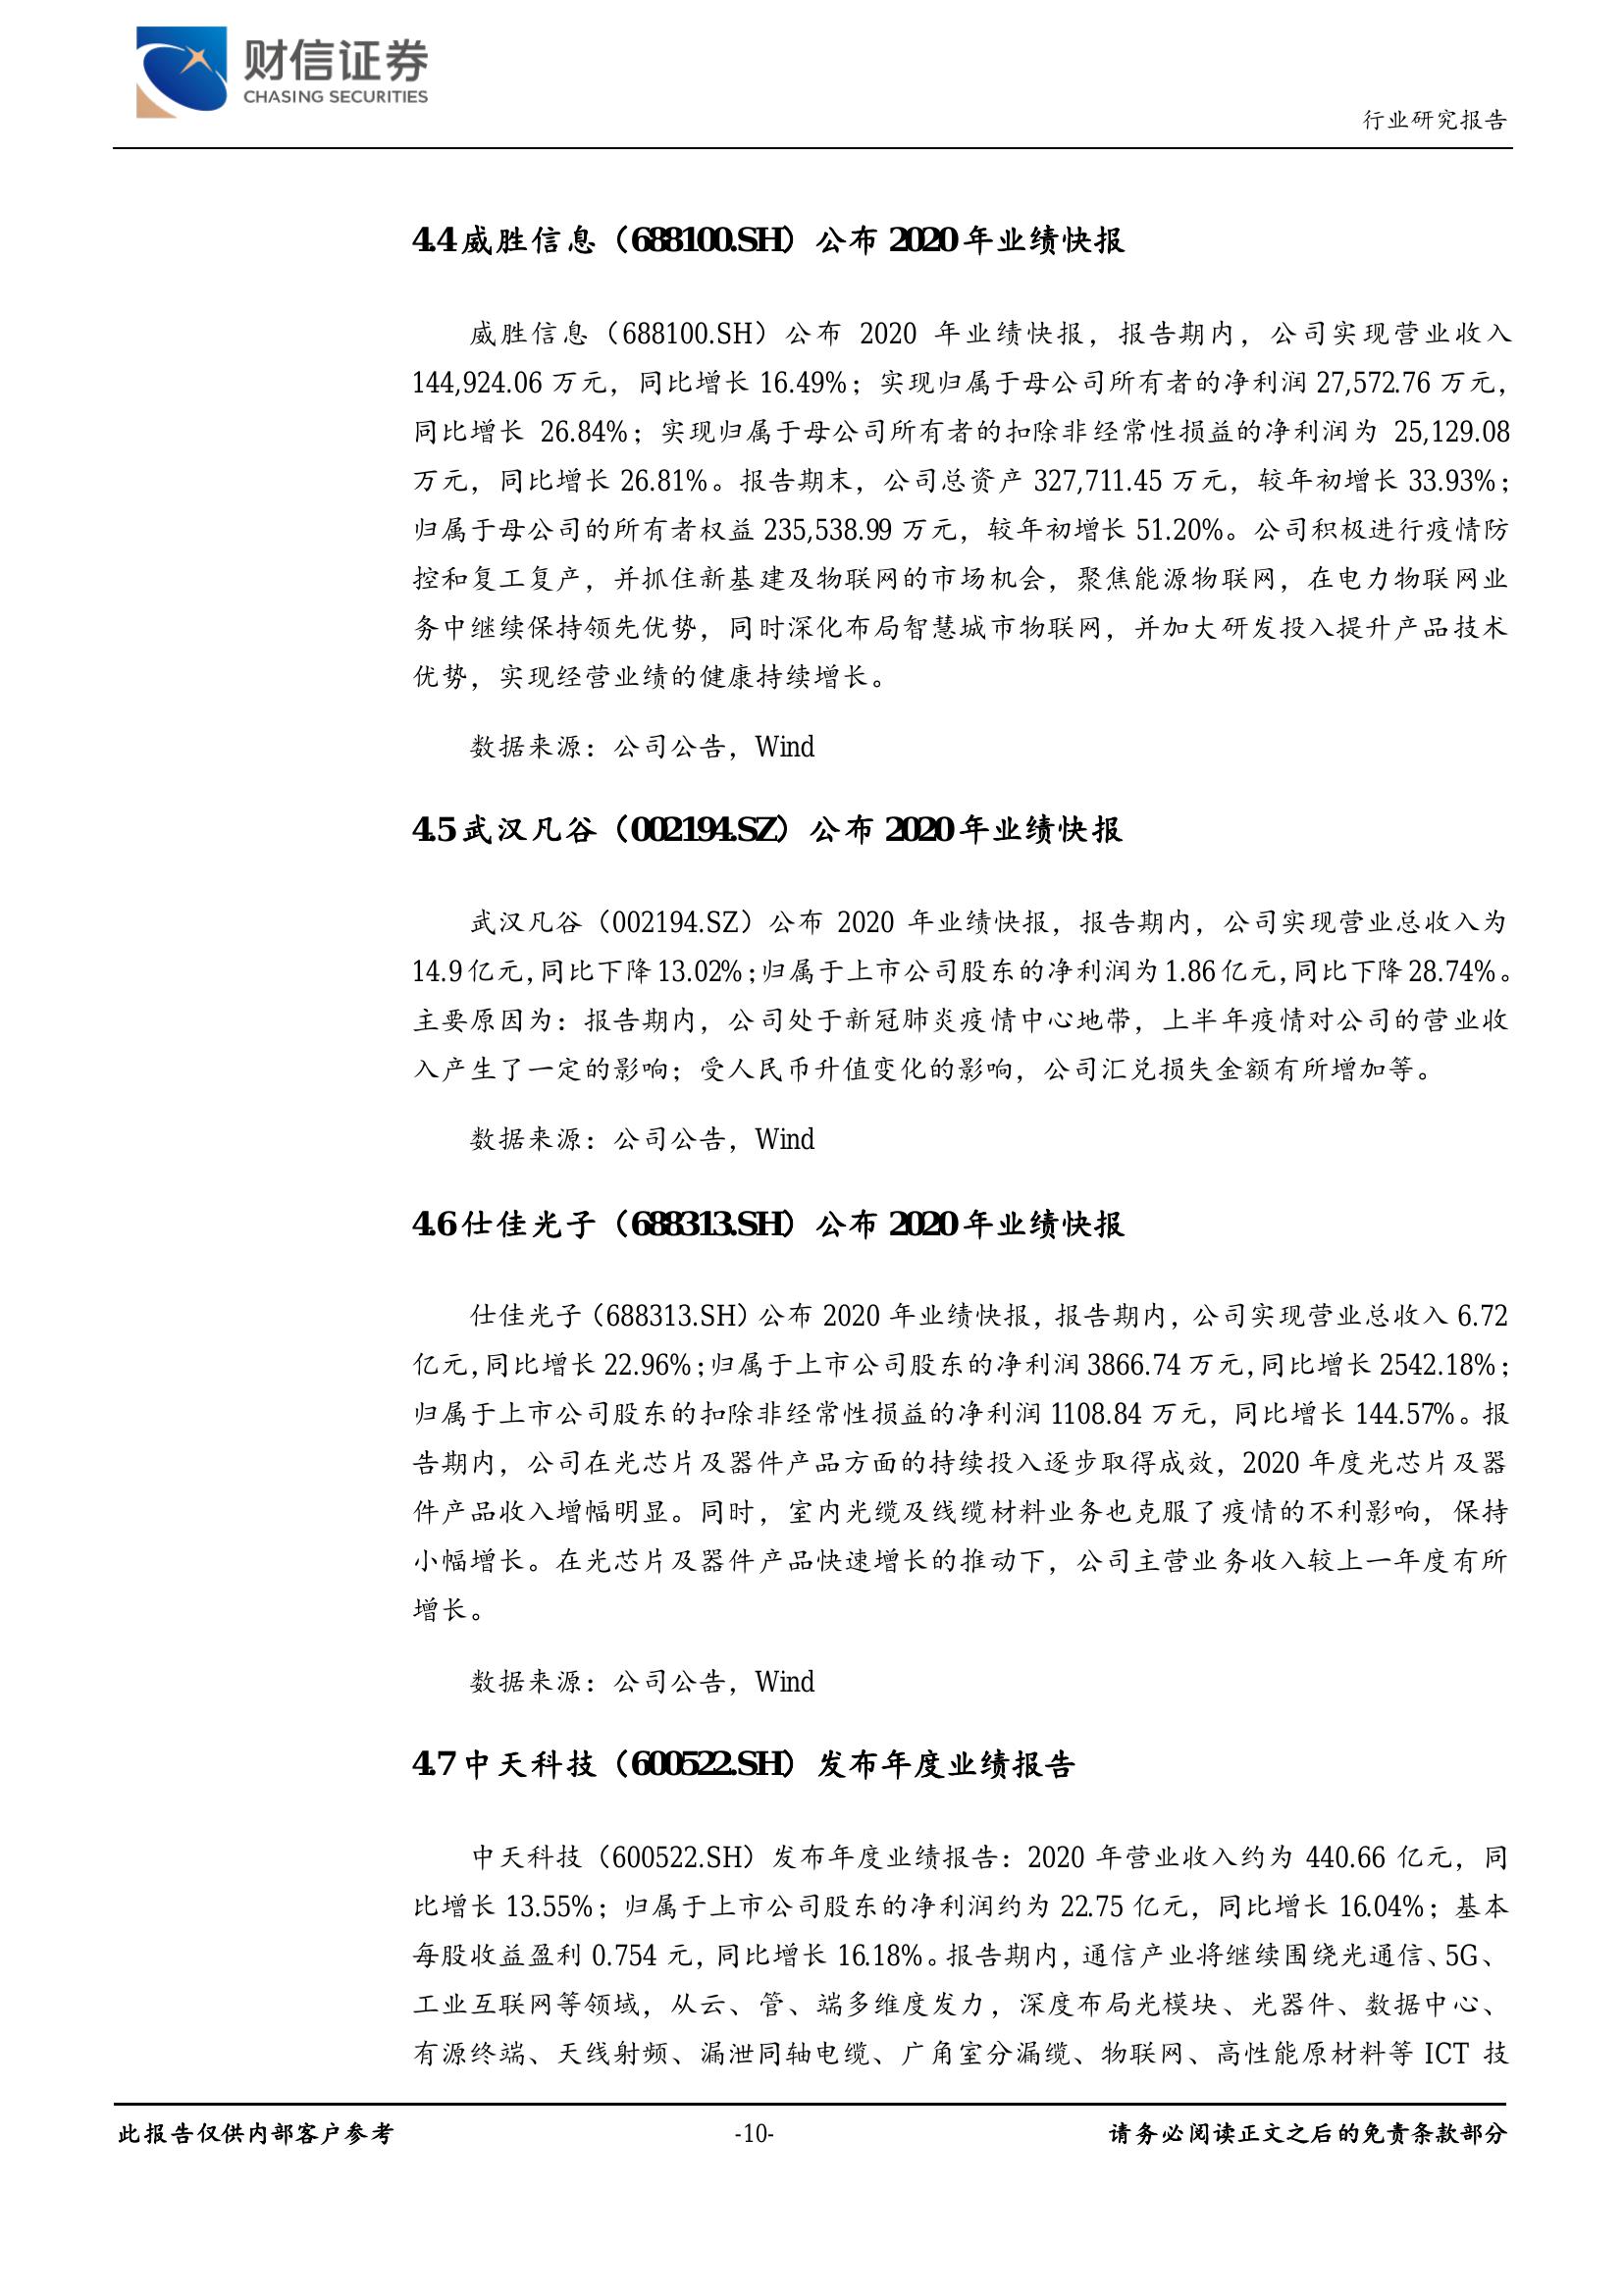 财信证券
CHASING SECURITIES
行业研究报告
4.4 威胜信息（688100.SH）公布 2020 年业绩快报
威胜信息（688100.SH）公布 2020 年业绩快报，报告期内，公司实现营业收入
144,924.06 万元，同比增长 16.49%；实现归属于母公司所有者的净利润 27,572.76 万元，
同比增长 26.84%；实现归属于母公司所有者的扣除非经常性损益的净利润为 25,129.08
万元，同比增长 26.81%。报告期末，公司总资产 327,711.45 万元，较年初增长 33.93%；
归属于母公司的所有者权益 235,538.99 万元，较年初增长 51.20%。公司积极进行疫情防
控和复工复产，并抓住新基建及物联网的市场机会，聚焦能源物联网，在电力物联网业
务中继续保持领先优势，同时深化布局智慧城市物联网，并加大研发投入提升产品技术
优势，实现经营业绩的健康持续增长。
数据来源：公司公告，Wind
4.5 武汉凡谷（002194.SZ）公布 2020 年业绩快报
武汉凡谷（002194.SZ）公布 2020 年业绩快报，报告期内，公司实现营业总收入为
14.9 亿元，同比下降 13.02%；归属于上市公司股东的净利润为 1.86 亿元，同比下降 28.74%。
主要原因为：报告期内，公司处于新冠肺炎疫情中心地带，上半年疫情对公司的营业收
入产生了一定的影响；受人民币升值变化的影响，公司汇兑损失金额有所增加等。
数据来源：公司公告，Wind
4.6 仕佳光子（688313.SH）公布 2020 年业绩快报
仕佳光子（688313.SH）公布 2020 年业绩快报，报告期内，公司实现营业总收入 6.72
亿元，同比增长 22.96%；归属于上市公司股东的净利润 3866.74 万元，同比增长 2542.18%；
归属于上市公司股东的扣除非经常性损益的净利润 1108.84 万元，同比增长 144.57%。报
告期内，公司在光芯片及器件产品方面的持续投入逐步取得成效，2020 年度光芯片及器
件产品收入增幅明显。同时，室内光缆及线缆材料业务也克服了疫情的不利影响，保持
小幅增长。在光芯片及器件产品快速增长的推动下，公司主营业务收入较上一年度有所
增长。
数据来源：公司公告，Wind
4.7 中天科技（600522.SH）发布年度业绩报告
中天科技（600522.SH）发布年度业绩报告：2020 年营业收入约为 440.66 亿元，同
比增长 13.55%；归属于上市公司股东的净利润约为 22.75 亿元，同比增长 16.04%；基本
每股收益盈利 0.754 元，同比增长 16.18%。报告期内，通信产业将继续围绕光通信、5G、
工业互联网等领域，从云、管、端多维度发力，深度布局光模块、光器件、数据中心、
有源终端、天线射频、漏泄同轴电缆、广角室分漏缆、物联网、高性能原材料等 ICT 技
此报告仅供内部客户参考
-10-
请务必阅读正文之后的免责条款部分